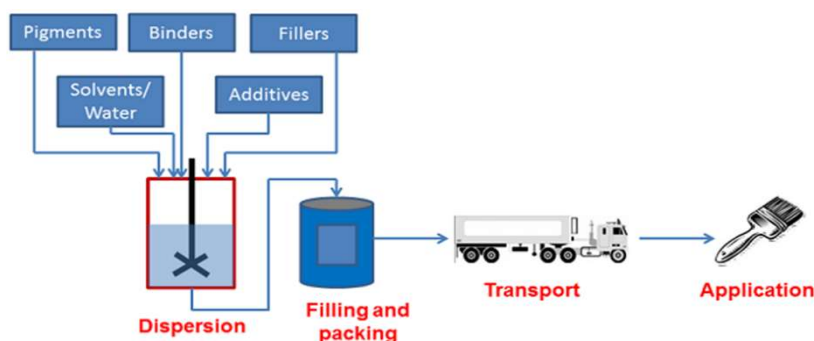 Pigments
Binders
Fillers
Solvents/
Water
Additives
Dispersion
Filling and
packing
Transport
Application